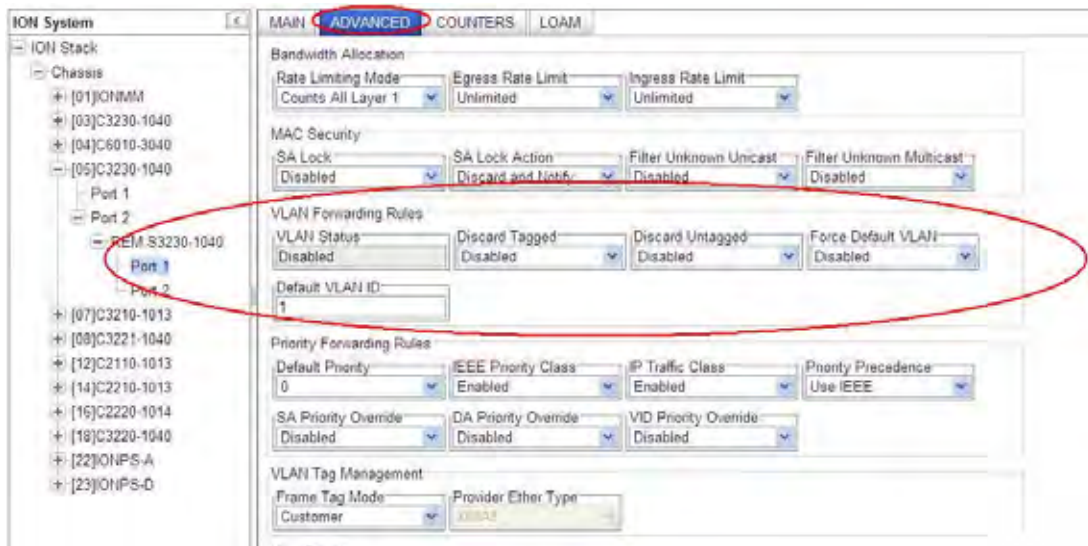 ION System
ION Stack
Chassis
[01]IONMM
[03]C3230-1040
[04]C6010-3040
[05]C3230-1040
Port 1
Port 2
REM S3230-1040
Port 1
Port 2
[07]C3210-1013
[08]C3221-1040
[12]C2110-1013
[14]C2210-1013
[16]C2220-1014
[18]C3220-1040
[22]IONPS-A
[23]IONPS-D
MAIN ADVANCED COUNTERS LOAM
Bandwidth Allocation
Rate Limiting Mode Egress Rate Limit Ingress Rate Limit
Counts All Layer 1 Unlimited Unlimited
MAC Security
SA Lock SA Lock Action Filter Unknown Unicast Filter Unknown Multicast
Disabled Discard and Notify Disabled Disabled
VLAN Forwarding Rules
VLAN Status Discard Tagged Discard Untagged Force Default VLAN
Disabled Disabled Disabled Disabled
Default VLAN ID
1
Priority Forwarding Rules
Default Priority IEEE Priority Class IP Traffic Class Priority Precedence
0 Enabled Enabled Use IEEE
SA Priority Override DA Priority Override VID Priority Override
Disabled Disabled Disabled
VLAN Tag Management
Frame Tag Mode Provider Ether Type
Customer